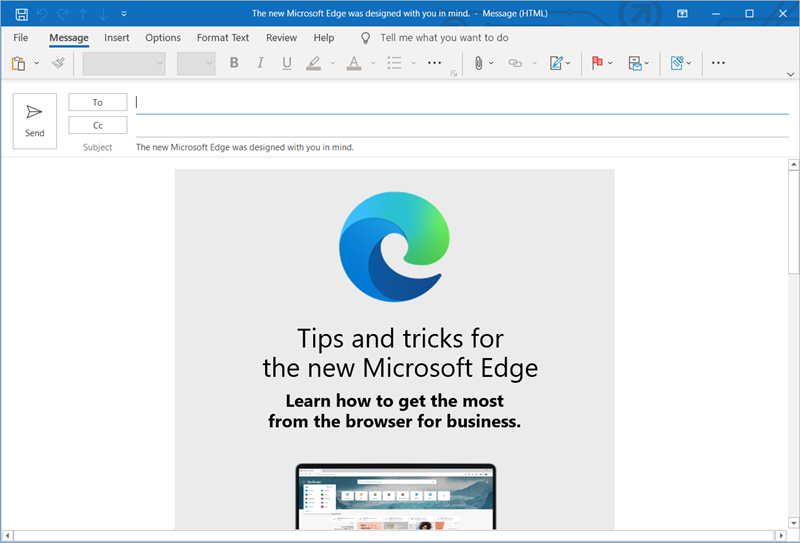 The new Microsoft Edge was designed with you in mind.  -  Message (HTML)
File Message Insert Options Format Text Review Help Tell me what you want to do
B I U A
To
Cc
Send
Subject The new Microsoft Edge was designed with you in mind.
Tips and tricks for
the new Microsoft Edge
Learn how to get the most
from the browser for business.